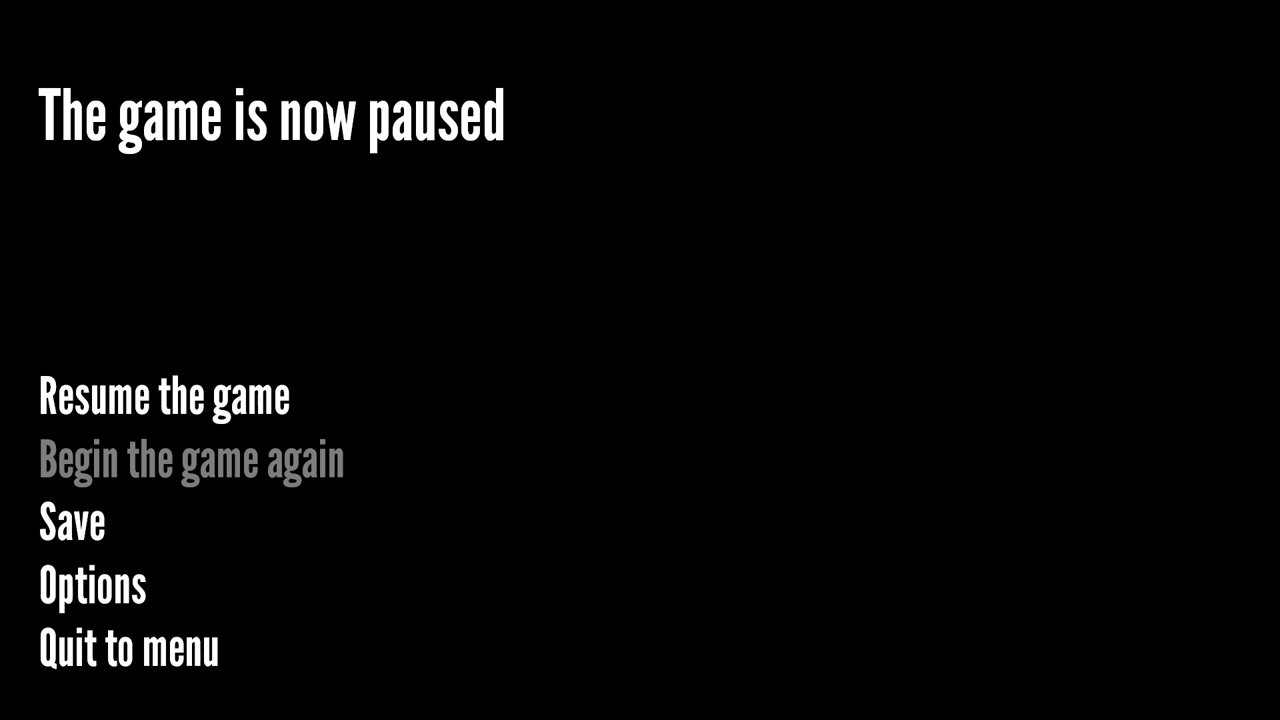 The game is now paused
Resume the game
Begin the game again
Save
Options
Quit to menu